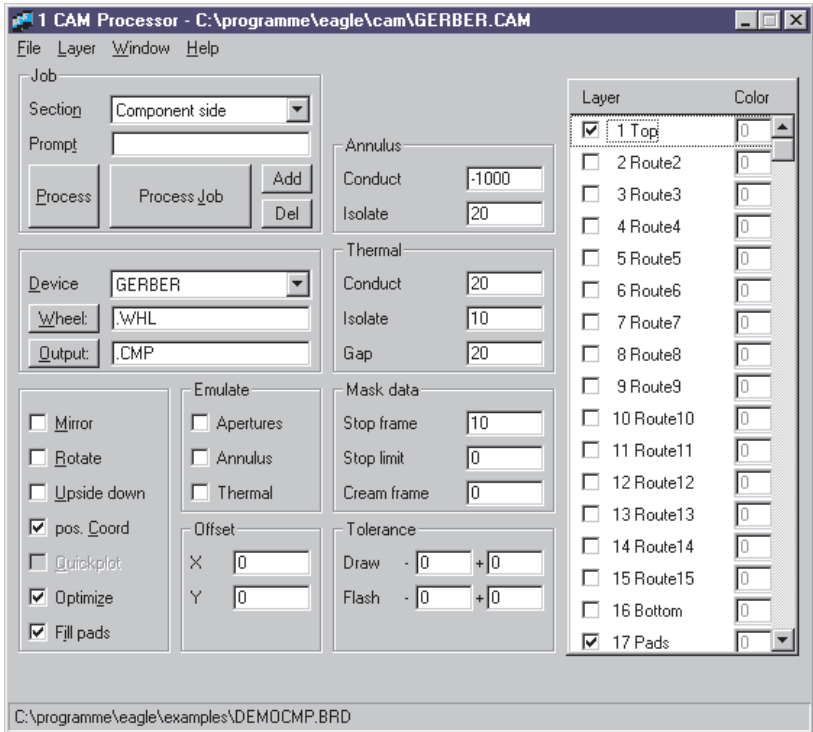 1 CAM Processor - C:\programme\eagle\cam\GERBER.CAM
File Layer Window Help
Job
Section Component side
Prompt
Process Process Job Add
Del
Device GERBER
Wheel: .WHL
Output: .CMP
Mirror
Rotate
Upside down
pos. Coord
Quickplot
Optimize
Fill pads
Emulate
Apertures
Annulus
Thermal
Offset
X 0
Y 0
Annulus
Conduct -1000
Isolate 20
Thermal
Conduct 20
Isolate 10
Gap 20
Mask data
Stop frame 10
Stop limit 0
Cream frame 0
Tolerance
Draw - 0 + 0
Flash - 0 + 0
Layer Color
1 Top 0
2 Route2 0
3 Route3 0
4 Route4 0
5 Route5 0
6 Route6 0
7 Route7 0
8 Route8 0
9 Route9 0
10 Route10 0
11 Route11 0
12 Route12 0
13 Route13 0
14 Route14 0
15 Route15 0
16 Bottom 0
17 Pads 0
C:\programme\eagle\examples\DEMOCMP.BRD